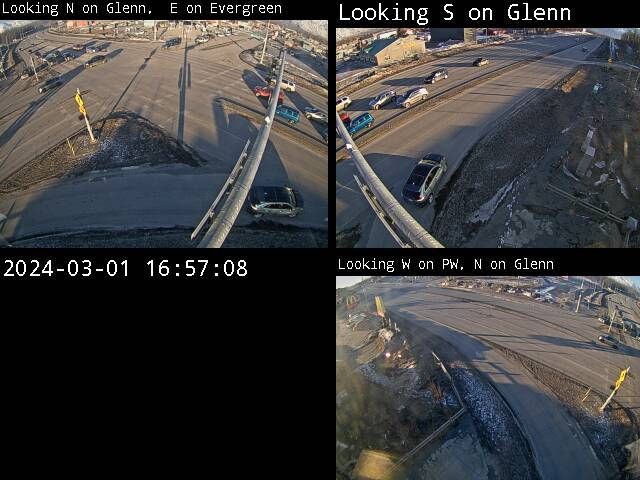 Looking N on Glenn,  E on Evergreen
Looking S on Glenn
2024-03-01 16:57:08
Looking W on PW, N on Glenn